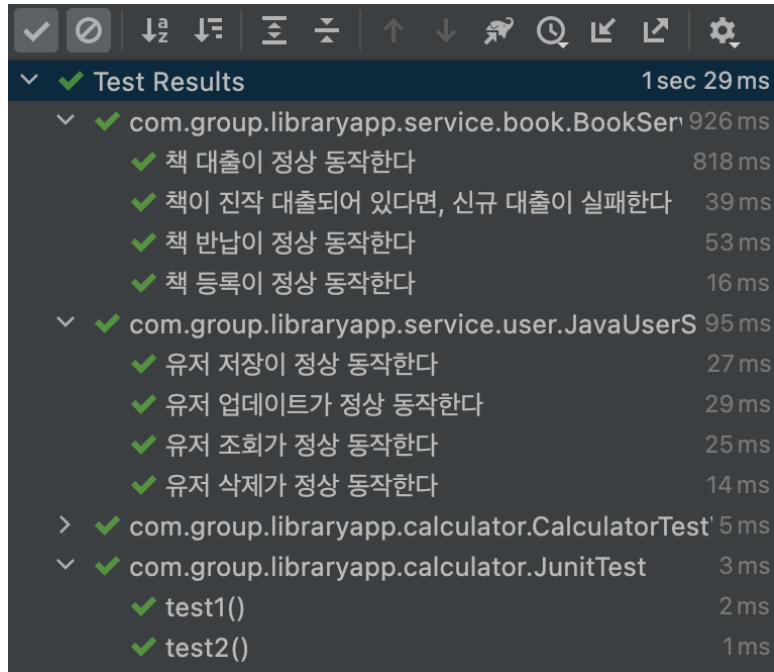 Test Results 1 sec 29 ms
com.group.libraryapp.service.book.BookSer 926 ms
책 대출이 정상 동작한다 818 ms
책이 진작 대출되어 있다면, 신규 대출이 실패한다 39 ms
책 반납이 정상 동작한다 53 ms
책 등록이 정상 동작한다 16 ms
com.group.libraryapp.service.user.JavaUserS 95 ms
유저 저장이 정상 동작한다 27 ms
유저 업데이트가 정상 동작한다 29 ms
유저 조회가 정상 동작한다 25 ms
유저 삭제가 정상 동작한다 14 ms
com.group.libraryapp.calculator.CalculatorTest 5 ms
com.group.libraryapp.calculator.JunitTest 3 ms
test1() 2 ms
test2() 1 ms